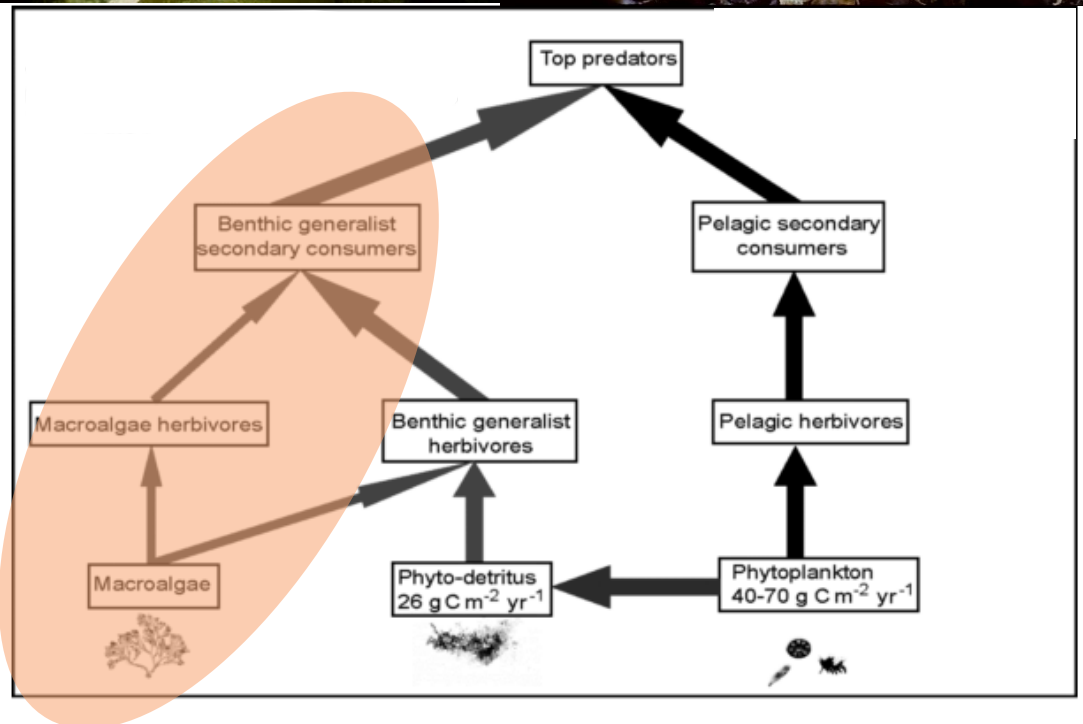 Top predators
Benthic generalist
secondary consumers
Pelagic secondary
consumers
Macroalgae herbivores
Benthic generalist
herbivores
Pelagic herbivores
Macroalgae
Phyto-detritus
26 g C m⁻² yr⁻¹
Phytoplankton
40-70 g C m⁻² yr⁻¹